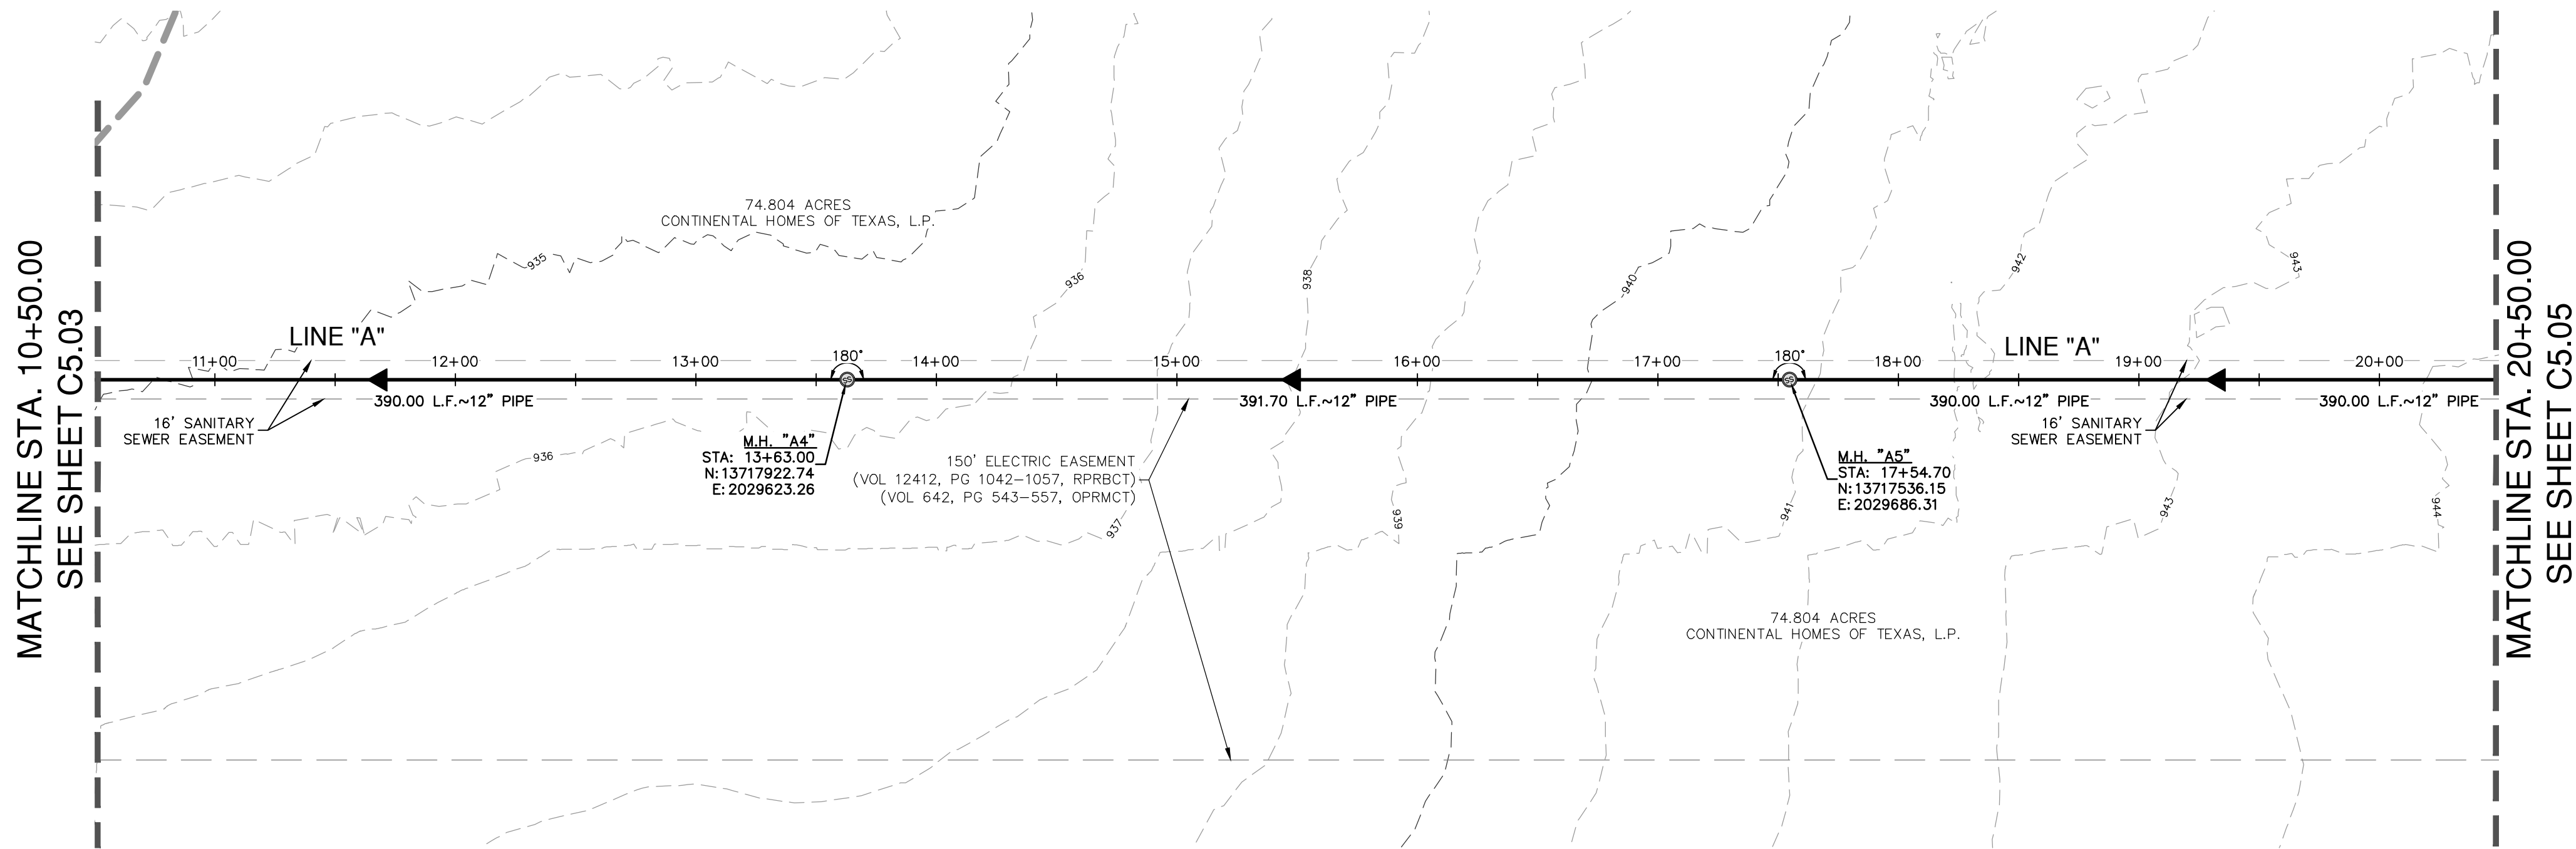 MATCHLINE STA. 10+50.00
SEE SHEET C5.03
74.804 ACRES
CONTINENTAL HOMES OF TEXAS, L.P.
935
936
938
940
942
943
LINE "A"
LINE "A"
11+00
12+00
13+00
180°
14+00
15+00
16+00
17+00
180°
18+00
19+00
20+00
SS
SS
390.00 L.F.~12" PIPE
391.70 L.F.~12" PIPE
390.00 L.F.~12" PIPE
390.00 L.F.~12" PIPE
16' SANITARY
SEWER EASEMENT
16' SANITARY
SEWER EASEMENT
M.H. "A4"
STA: 13+63.00
N: 13717922.74
E: 2029623.26
150' ELECTRIC EASEMENT
(VOL 12412, PG 1042-1057, RPRBCT)
(VOL 642, PG 543-557, OPRMCT)
M.H. "A5"
STA: 17+54.70
N: 13717536.15
E: 2029686.31
936
937
939
941
943
944
74.804 ACRES
CONTINENTAL HOMES OF TEXAS, L.P.
MATCHLINE STA. 20+50.00
SEE SHEET C5.05